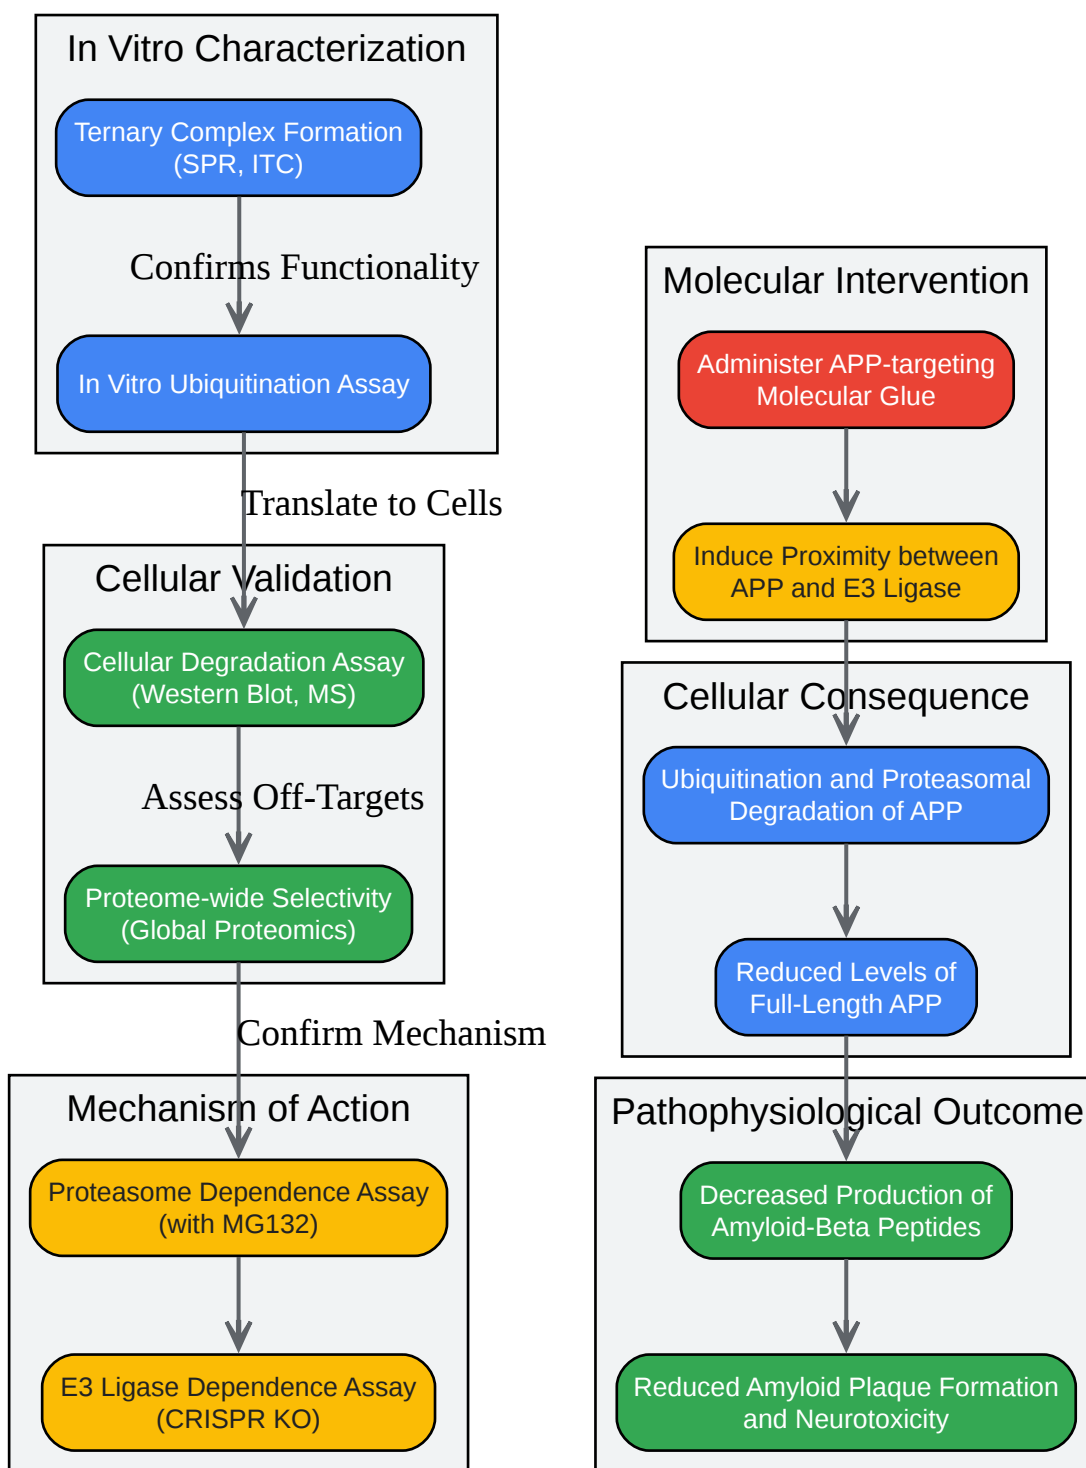 In Vitro Characterization
Ternary Complex Formation
(SPR, ITC)
Confirms Functionality
In Vitro Ubiquitination Assay
Translate to Cells
Cellular Validation
Cellular Degradation Assay
(Western Blot, MS)
Assess Off-Targets
Proteome-wide Selectivity
(Global Proteomics)
Confirm Mechanism
Mechanism of Action
Proteasome Dependence Assay
(with MG132)
E3 Ligase Dependence Assay
(CRISPR KO)
Molecular Intervention
Administer APP-targeting
Molecular Glue
Induce Proximity between
APP and E3 Ligase
Cellular Consequence
Ubiquitination and Proteasomal
Degradation of APP
Reduced Levels of
Full-Length APP
Pathophysiological Outcome
Decreased Production of
Amyloid-Beta Peptides
Reduced Amyloid Plaque Formation
and Neurotoxicity